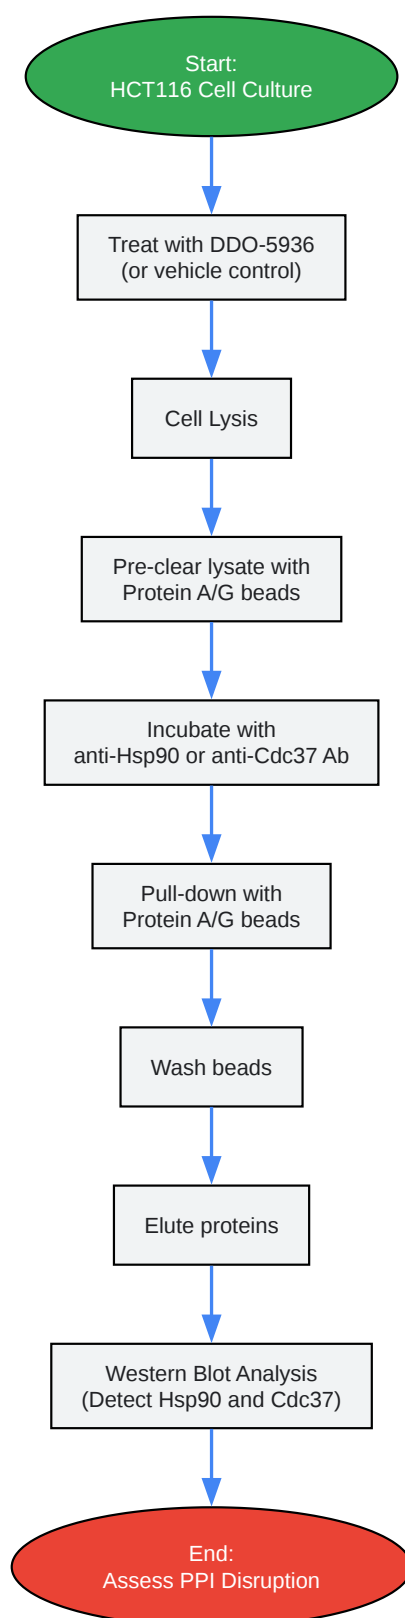 Start:
HCT116 Cell Culture
Treat with DDO-5936
(or vehicle control)
Cell Lysis
Pre-clear lysate with
Protein A/G beads
Incubate with
anti-Hsp90 or anti-Cdc37 Ab
Pull-down with
Protein A/G beads
Wash beads
Elute proteins
Western Blot Analysis
(Detect Hsp90 and Cdc37)
End:
Assess PPI Disruption